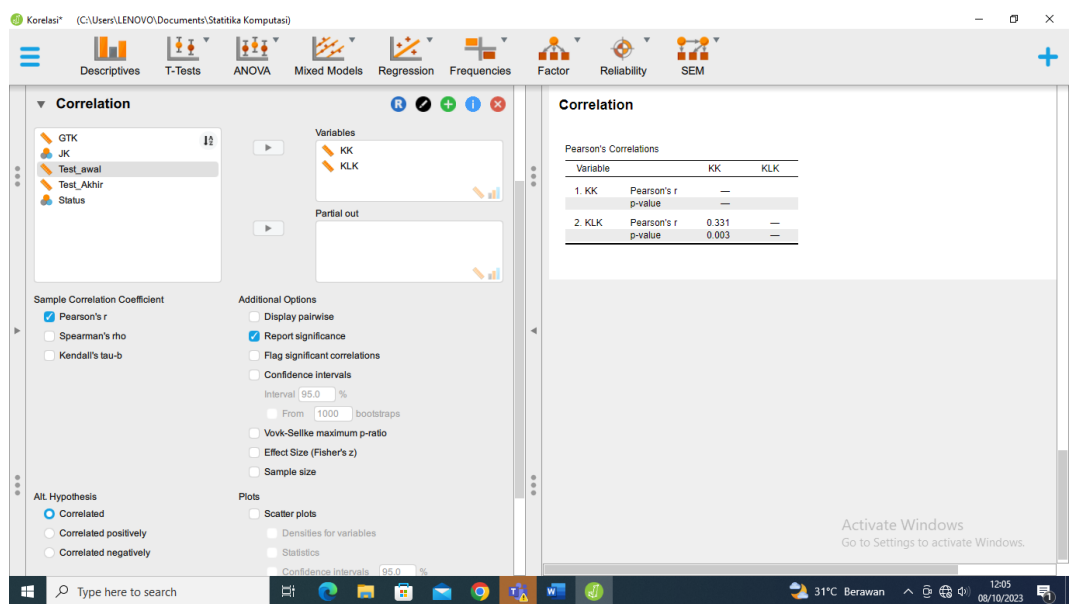 Korelasi* (C:\Users\LENOVO\Documents\Statitika Komputasi)
Descriptives T-Tests ANOVA Mixed Models Regression Frequencies Factor Reliability SEM
Correlation
R
i
GTK
JK
Test_awal
Test_Akhir
Status
Variables
KK
KLK
Partial out
Sample Correlation Coefficient
Pearson's r
Spearman's rho
Kendall's tau-b
Additional Options
Display pairwise
Report significance
Flag significant correlations
Confidence intervals
Interval 95.0 %
From 1000 bootstraps
Vovk-Sellke maximum p-ratio
Effect Size (Fisher's z)
Sample size
Alt. Hypothesis
Correlated
Correlated positively
Correlated negatively
Plots
Scatter plots
Densities for variables
Statistics
Confidence intervals 95.0 %
Correlation
Pearson's Correlations
Variable KK KLK
1. KK Pearson's r —
p-value —
2. KLK Pearson's r 0.331 —
p-value 0.003 —
Activate Windows
Go to Settings to activate Windows.
Type here to search
31°C Berawan
12:05
08/10/2023